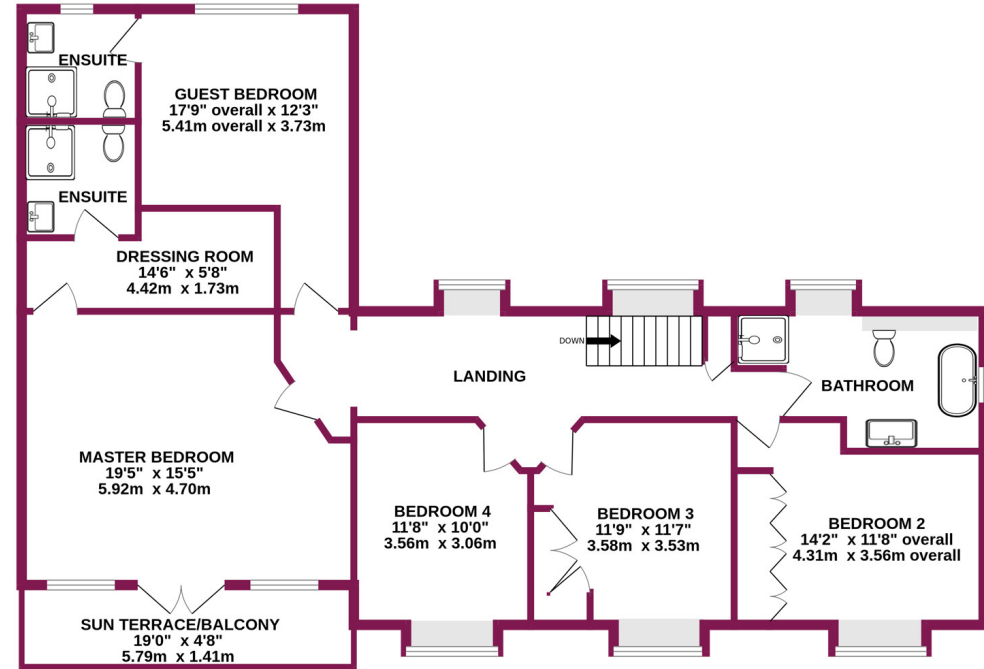 ENSUITE
GUEST BEDROOM
17'9" overall x 12'3"
5.41m overall x 3.73m
ENSUITE
DRESSING ROOM
14'6" x 5'8"
4.42m x 1.73m
DOWN
LANDING
BATHROOM
MASTER BEDROOM
19'5" x 15'5"
5.92m x 4.70m
BEDROOM 4
11'8" x 10'0"
3.56m x 3.06m
BEDROOM 3
11'9" x 11'7"
3.58m x 3.53m
BEDROOM 2
14'2" x 11'8" overall
4.31m x 3.56m overall
SUN TERRACE/BALCONY
19'0" x 4'8"
5.79m x 1.41m